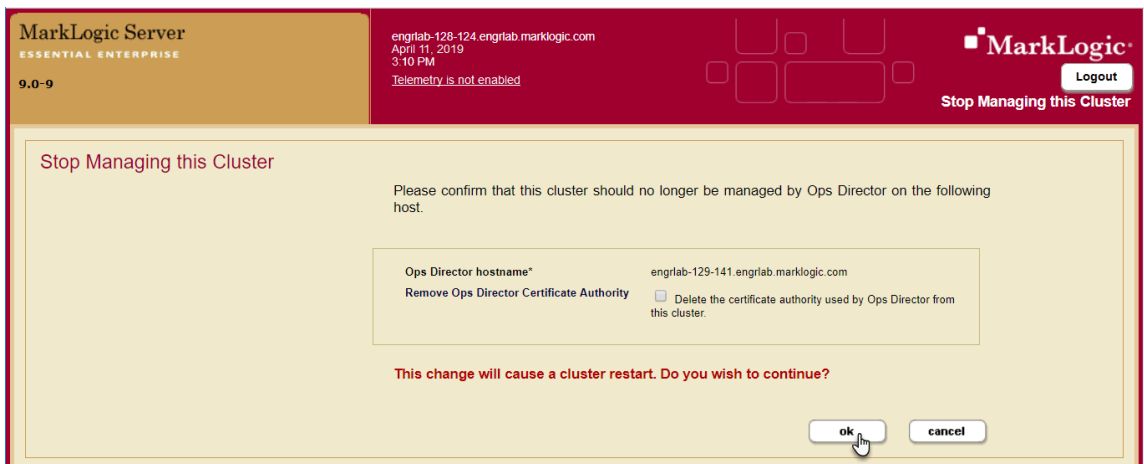 MarkLogic Server
ESSENTIAL ENTERPRISE
9.0-9
engrlab-128-124.engrlab.marklogic.com
April 11, 2019
3:10 PM
Telemetry is not enabled
MarkLogic
Logout
Stop Managing this Cluster
Stop Managing this Cluster
Please confirm that this cluster should no longer be managed by Ops Director on the following
host.
Ops Director hostname* engrlab-129-141.engrlab.marklogic.com
Remove Ops Director Certificate Authority Delete the certificate authority used by Ops Director from
this cluster.
This change will cause a cluster restart. Do you wish to continue?
ok cancel